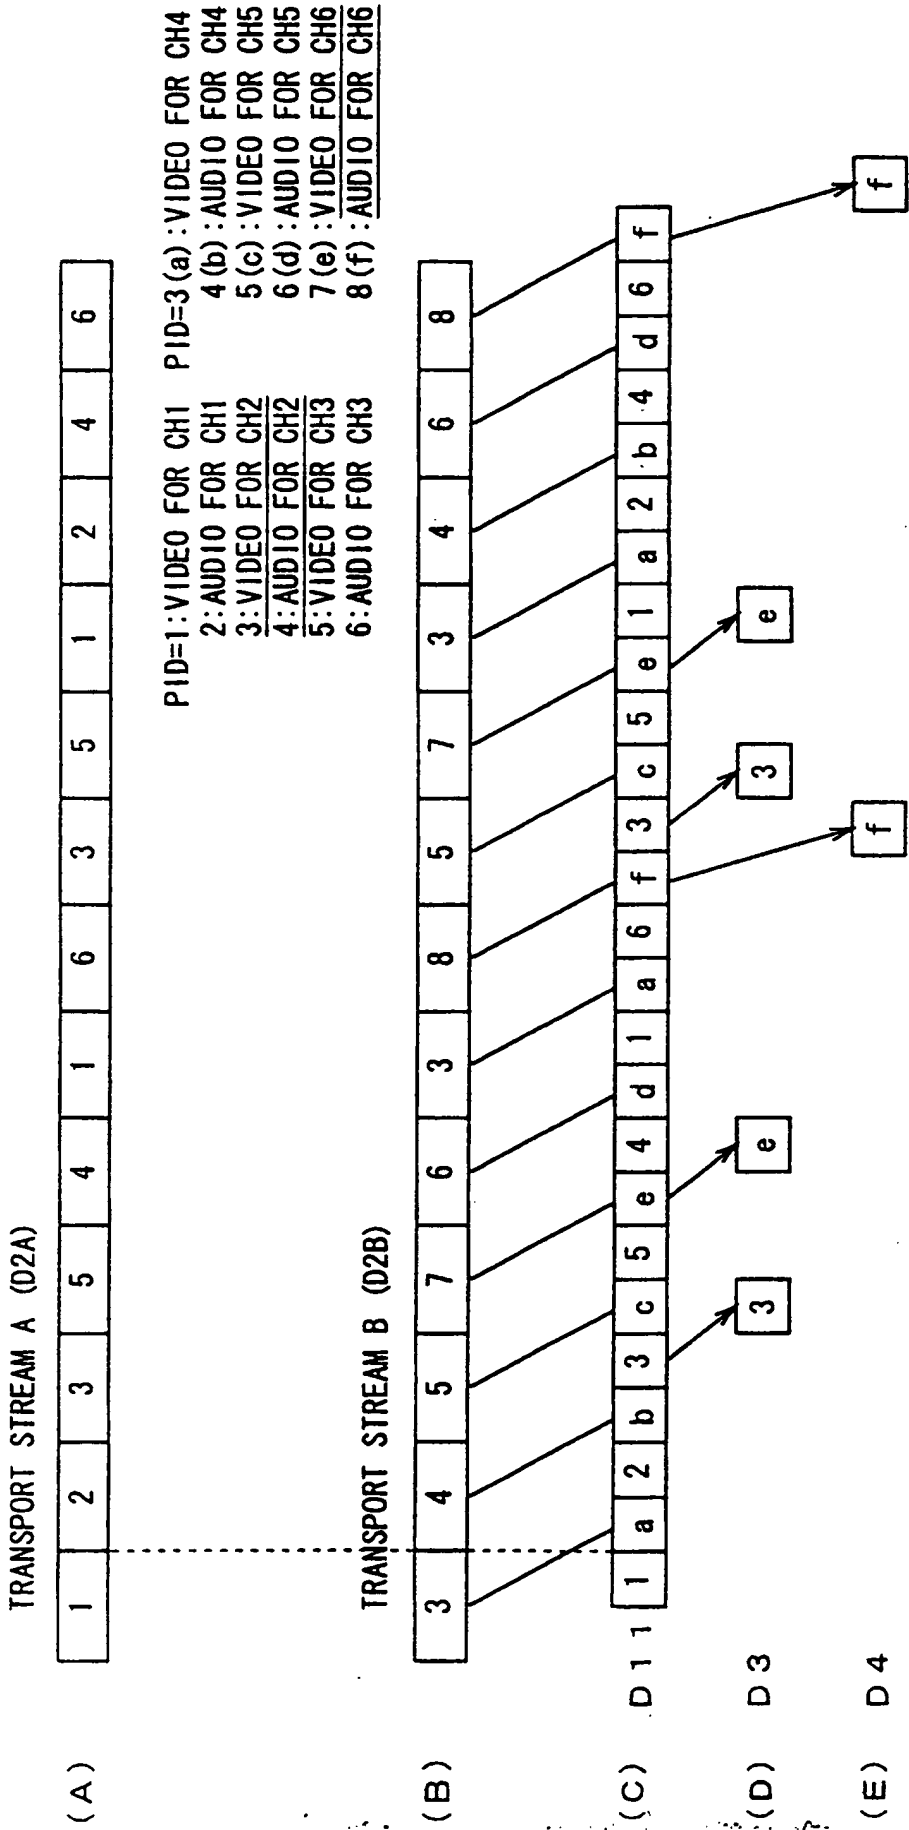 TRANSPORT STREAM A (D2A)
(A) 1 2 3 5 4 1 6 3 5 1 2 4 6
PID=1:VIDEO FOR CH1
2:AUDIO FOR CH1
3:VIDEO FOR CH2
4:AUDIO FOR CH2
5:VIDEO FOR CH3
6:AUDIO FOR CH3
PID=3(a):VIDEO FOR CH4
4(b):AUDIO FOR CH4
5(c):VIDEO FOR CH5
6(d):AUDIO FOR CH5
7(e):VIDEO FOR CH6
8(f):AUDIO FOR CH6
TRANSPORT STREAM B (D2B)
(B) 3 4 5 7 6 3 8 5 7 3 4 6 8
(C) D11 1 a 2 b 3 c 5 e 4 d 1 a 6 f 3 c 5 e 1 a 2 b 4 d 6 f
(D) D3 3 e 3 e
(E) D4 f f